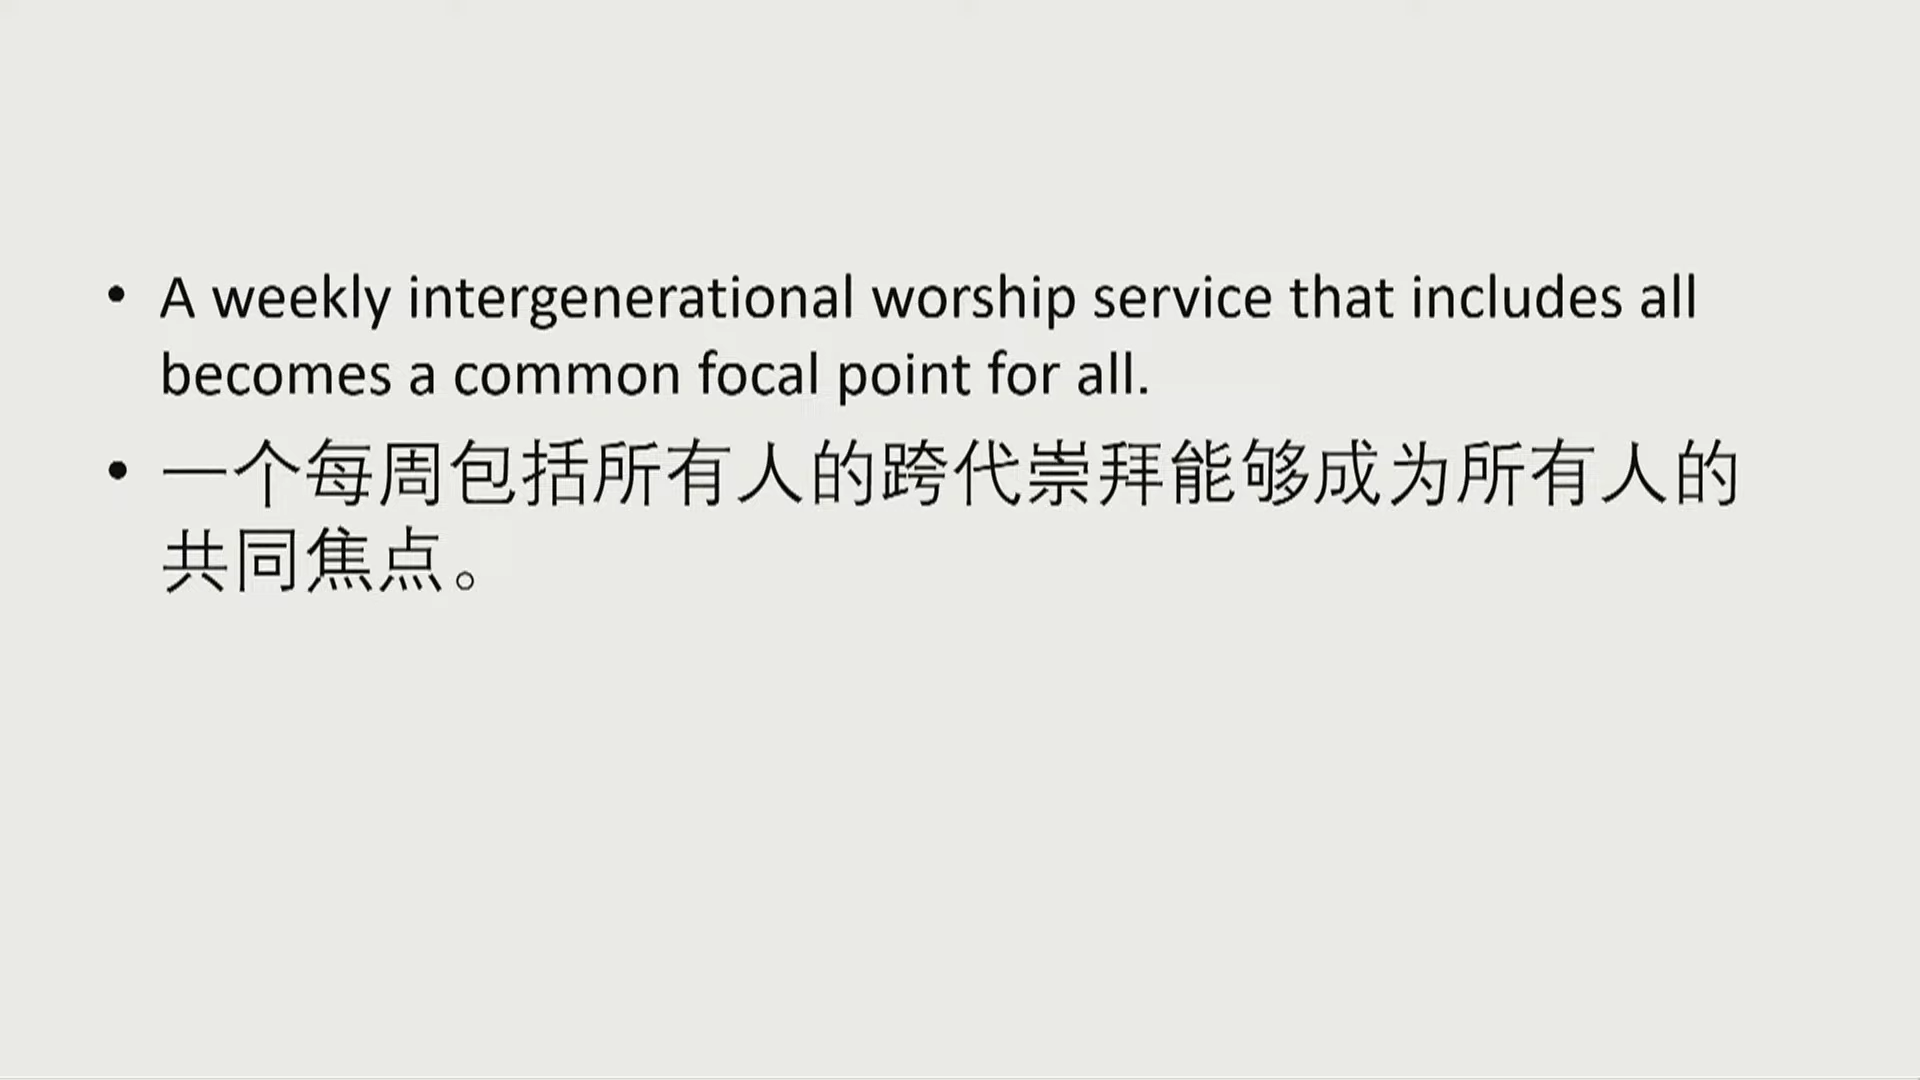 • A weekly intergenerational worship service that includes all
becomes a common focal point for all.
• 一个每周包括所有人的跨代崇拜能够成为所有人的
共同焦点。